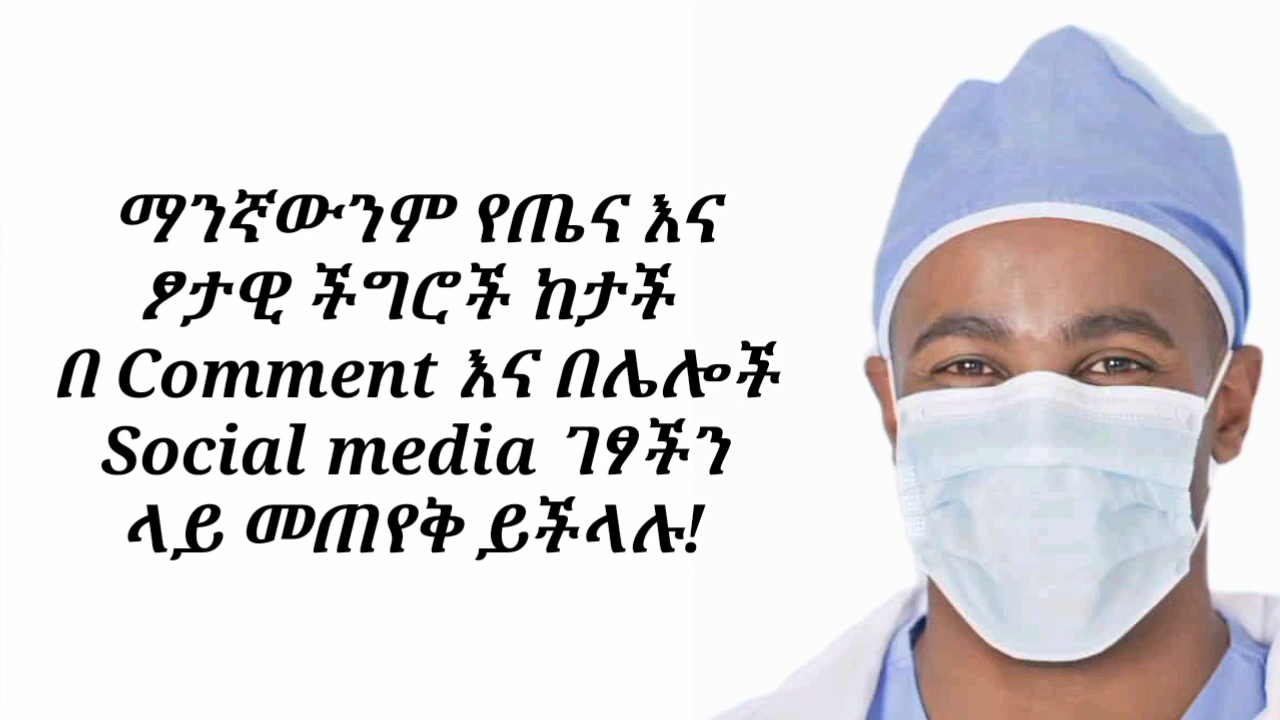 ማንኛውንም የጤና እና
ፆታዊ ችግሮች ከታች
በ Comment እና በሌሎች
Social media ገፃችን
ላይ መጠየቅ ይችላሉ!